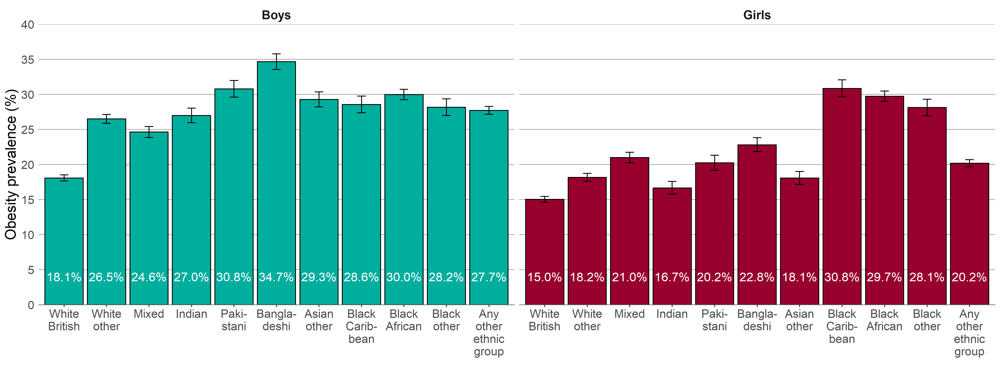 Boys
Girls
Obesity prevalence (%)
40
35
30
25
20
15
10
5
0
18.1% 26.5% 24.6% 27.0% 30.8% 34.7% 29.3% 28.6% 30.0% 28.2% 27.7%
15.0% 18.2% 21.0% 16.7% 20.2% 22.8% 18.1% 30.8% 29.7% 28.1% 20.2%
White
British
White
other
Mixed
Indian
Paki-
stani
Bangla-
deshi
Asian
other
Black
Carib-
bean
Black
African
Black
other
Any
other
ethnic
group
White
British
White
other
Mixed
Indian
Paki-
stani
Bangla-
deshi
Asian
other
Black
Carib-
bean
Black
African
Black
other
Any
other
ethnic
group